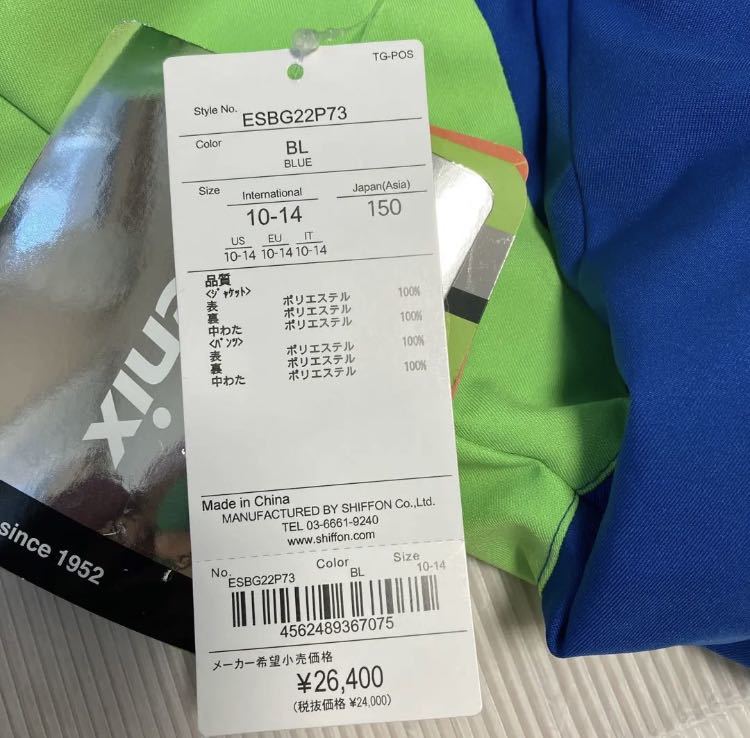 TG-POS
Style No. ESBG22P73
Color BL
BLUE
Size International Japan(Asia)
10-14 150
US EU IT
10-14 10-14 10-14
品質
<ジャケット>
表 ポリエステル 100%
裏 ポリエステル 100%
中わた ポリエステル 100%
<パンツ>
表 ポリエステル 100%
裏 ポリエステル 100%
中わた ポリエステル
Made in China
MANUFACTURED BY SHIFFON Co.,Ltd.
TEL 03-6661-9240
www.shiffon.com
No. Color Size
ESBG22P73 BL 10-14
4562489367075
メーカー希望小売価格
¥26,400
(税抜価格 ¥24,000)
enix
since 1952